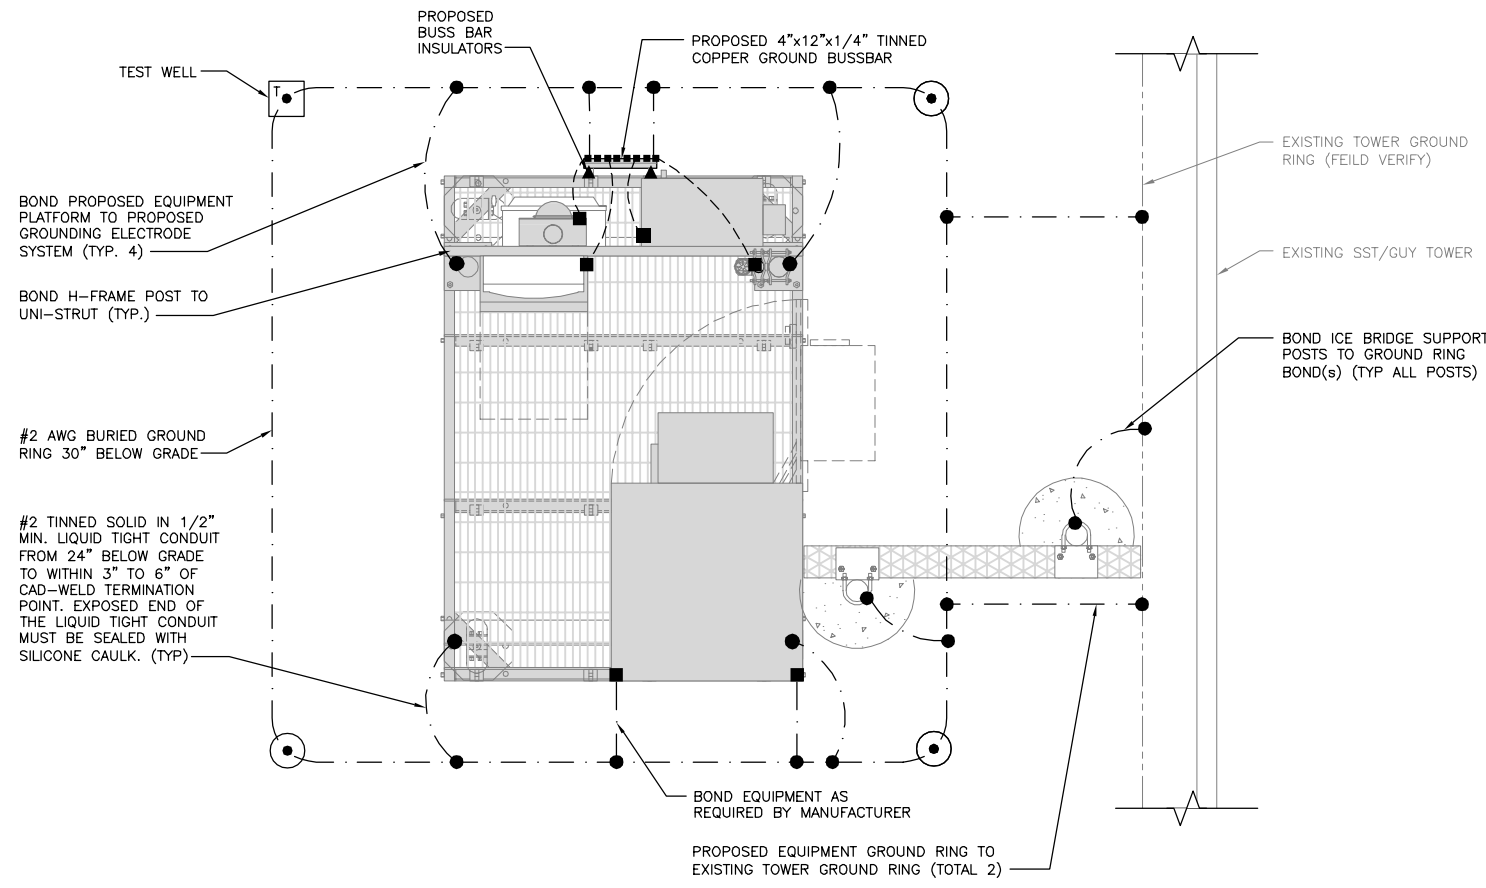 PROPOSED
BUSS BAR
INSULATORS
PROPOSED 4"x12"x1/4" TINNED
COPPER GROUND BUSSBAR
TEST WELL
T
EXISTING TOWER GROUND
RING (FEILD VERIFY)
BOND PROPOSED EQUIPMENT
PLATFORM TO PROPOSED
GROUNDING ELECTRODE
SYSTEM (TYP. 4)
EXISTING SST/GUY TOWER
BOND H-FRAME POST TO
UNI-STRUT (TYP.)
BOND ICE BRIDGE SUPPORT
POSTS TO GROUND RING
BOND(s) (TYP ALL POSTS)
#2 AWG BURIED GROUND
RING 30" BELOW GRADE
#2 TINNED SOLID IN 1/2"
MIN. LIQUID TIGHT CONDUIT
FROM 24" BELOW GRADE
TO WITHIN 3" TO 6" OF
CAD-WELD TERMINATION
POINT. EXPOSED END OF
THE LIQUID TIGHT CONDUIT
MUST BE SEALED WITH
SILICONE CAULK. (TYP)
BOND EQUIPMENT AS
REQUIRED BY MANUFACTURER
PROPOSED EQUIPMENT GROUND RING TO
EXISTING TOWER GROUND RING (TOTAL 2)